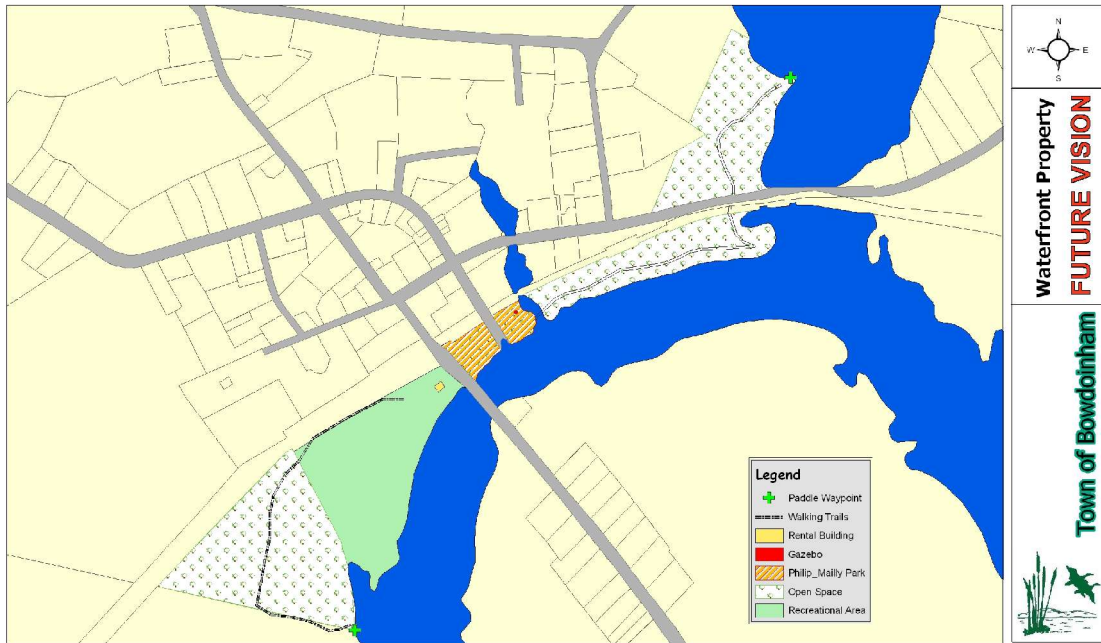 N
W
E
S
Waterfront Property
FUTURE VISION
Town of Bowdoinham
Legend
Paddle Waypoint
Walking Trails
Rental Building
Gazebo
Philip_Mailly Park
Open Space
Recreational Area